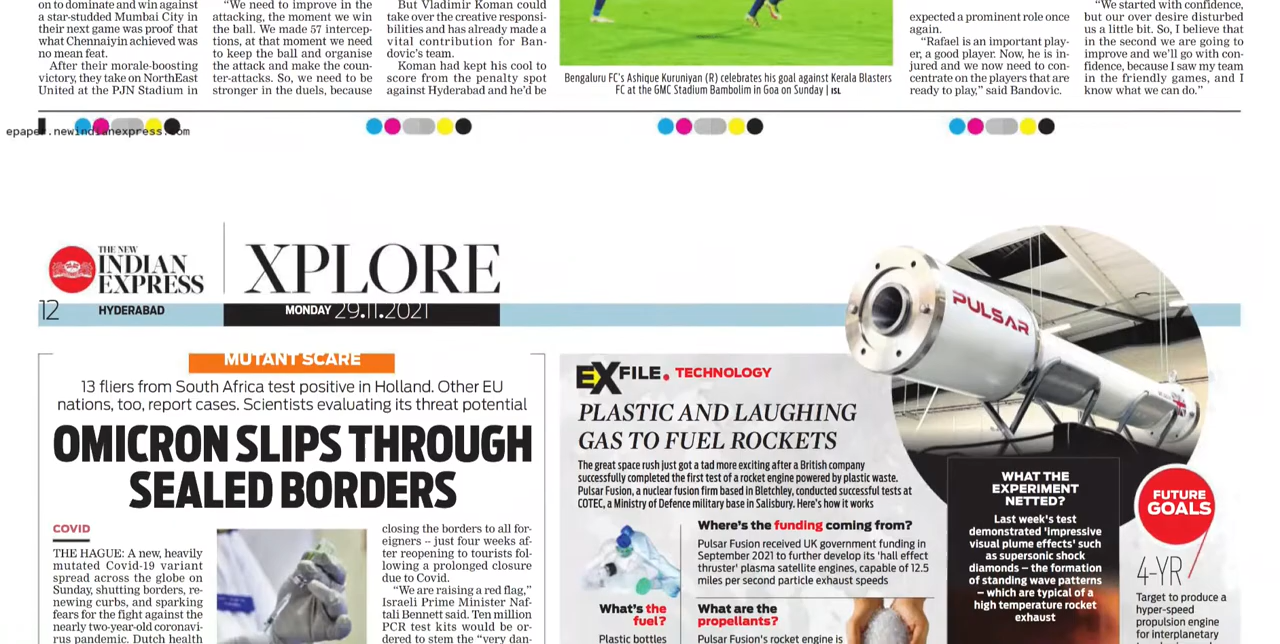 on to dominate and win against
a star-studded Mumbai City in
their next game was proof that
what Chennaiyin achieved was
no mean feat.
After their morale-boosting
victory, they take on NorthEast
United at the PJN Stadium in
"We need to improve in the
attacking, the moment we win
the ball. We made 57 intercep-
tions, at that moment we need
to keep the ball and organise
the attack and make the coun-
ter-attacks. So, we need to be
stronger in the duels, because
But Vladimir Koman could
take over the creative responsi-
bilities and has already made a
vital contribution for Ban-
dovic's team.
Koman had kept his cool to
score from the penalty spot
against Hyderabad and he'd be
Bengaluru FC's Ashique Kuruniyan (R) celebrates his goal against Kerala Blasters
FC at the GMC Stadium Bambolim in Goa on Sunday | ISL
expected a prominent role once
again.
"Rafael is an important play-
er, a good player. Now, he is in-
jured and we now need to con-
centrate on the players that are
ready to play," said Bandovic.
"We started with confidence,
but our over desire disturbed
us a little bit. So, I believe that
in the second we are going to
improve and we'll go with con-
fidence, because I saw my team
in the friendly games, and I
know what we can do."
epaper.newindianexpress.com
THE NEW
INDIAN
EXPRESS
XPLORE
12
HYDERABAD
MONDAY 29.11.2021
PULSAR
MUTANT SCARE
13 fliers from South Africa test positive in Holland. Other EU
nations, too, report cases. Scientists evaluating its threat potential
OMICRON SLIPS THROUGH
SEALED BORDERS
COVID
THE HAGUE: A new, heavily
mutated Covid-19 variant
spread across the globe on
Sunday, shutting borders, re-
newing curbs, and sparking
fears for the fight against the
nearly two-year-old coronavi-
rus pandemic. Dutch health
closing the borders to all for-
eigners – just four weeks af-
ter reopening to tourists fol-
lowing a prolonged closure
due to Covid.
"We are raising a red flag,"
Israeli Prime Minister Naf-
tali Bennett said. Ten million
PCR test kits would be or-
dered to stem the "very dan-
EXFILE. TECHNOLOGY
PLASTIC AND LAUGHING
GAS TO FUEL ROCKETS
The great space rush just got a tad more exciting after a British company
successfully completed the first test of a rocket engine powered by plastic waste.
Pulsar Fusion, a nuclear fusion firm based in Bletchley, conducted successful tests at
COTEC, a Ministry of Defence military base in Salisbury. Here's how it works
Where's the funding coming from?
Pulsar Fusion received UK government funding in
September 2021 to further develop its 'hall effect
thruster' plasma satellite engines, capable of 12.5
miles per second particle exhaust speeds
What's the
fuel?
Plastic bottles
What are the
propellants?
Pulsar Fusion's rocket engine is
WHAT THE
EXPERIMENT
NETTED?
Last week's test
demonstrated 'impressive
visual plume effects' such
as supersonic shock
diamonds – the formation
of standing wave patterns
– which are typical of a
high temperature rocket
exhaust
FUTURE
GOALS
4-YR
Target to produce a
hyper-speed
propulsion engine
for interplanetary